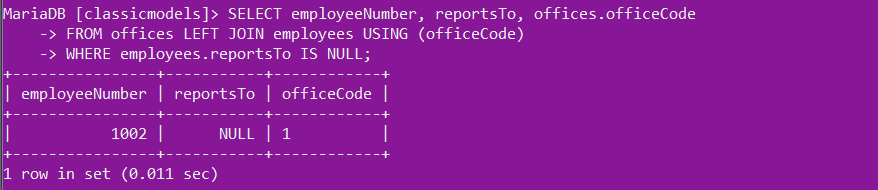 MariaDB [classicmodels]> SELECT employeeNumber, reportsTo, offices.officeCode
    -> FROM offices LEFT JOIN employees USING (officeCode)
    -> WHERE employees.reportsTo IS NULL;
+----------------+-----------+------------+
| employeeNumber | reportsTo | officeCode |
+----------------+-----------+------------+
|           1002 |      NULL | 1          |
+----------------+-----------+------------+
1 row in set (0.011 sec)